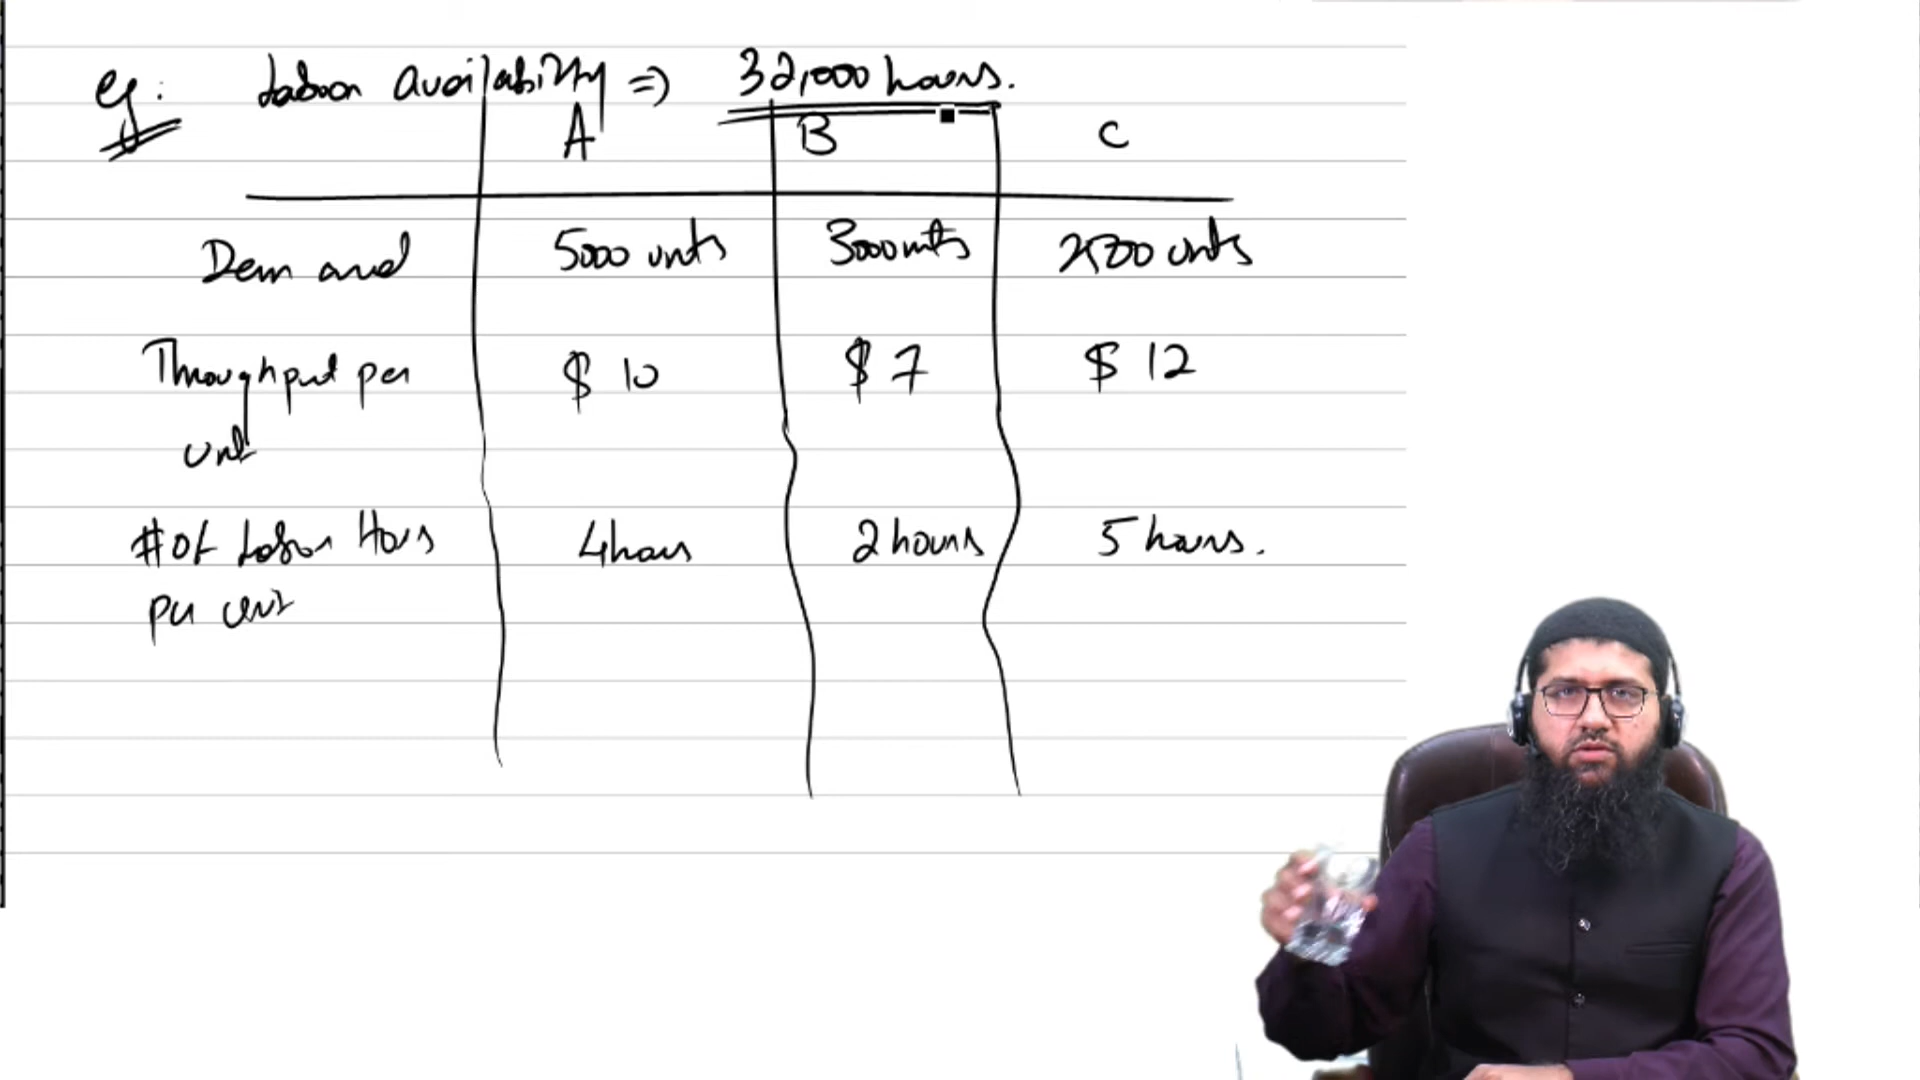 eg: Labour availability => 32,000 hours.
A B C
Demand 5000 units 3000 units units
Throughput per $ 10 $ 7 $ 12
unit
# of Labour Hours 4 hours 2 hours 5 hours.
per unit